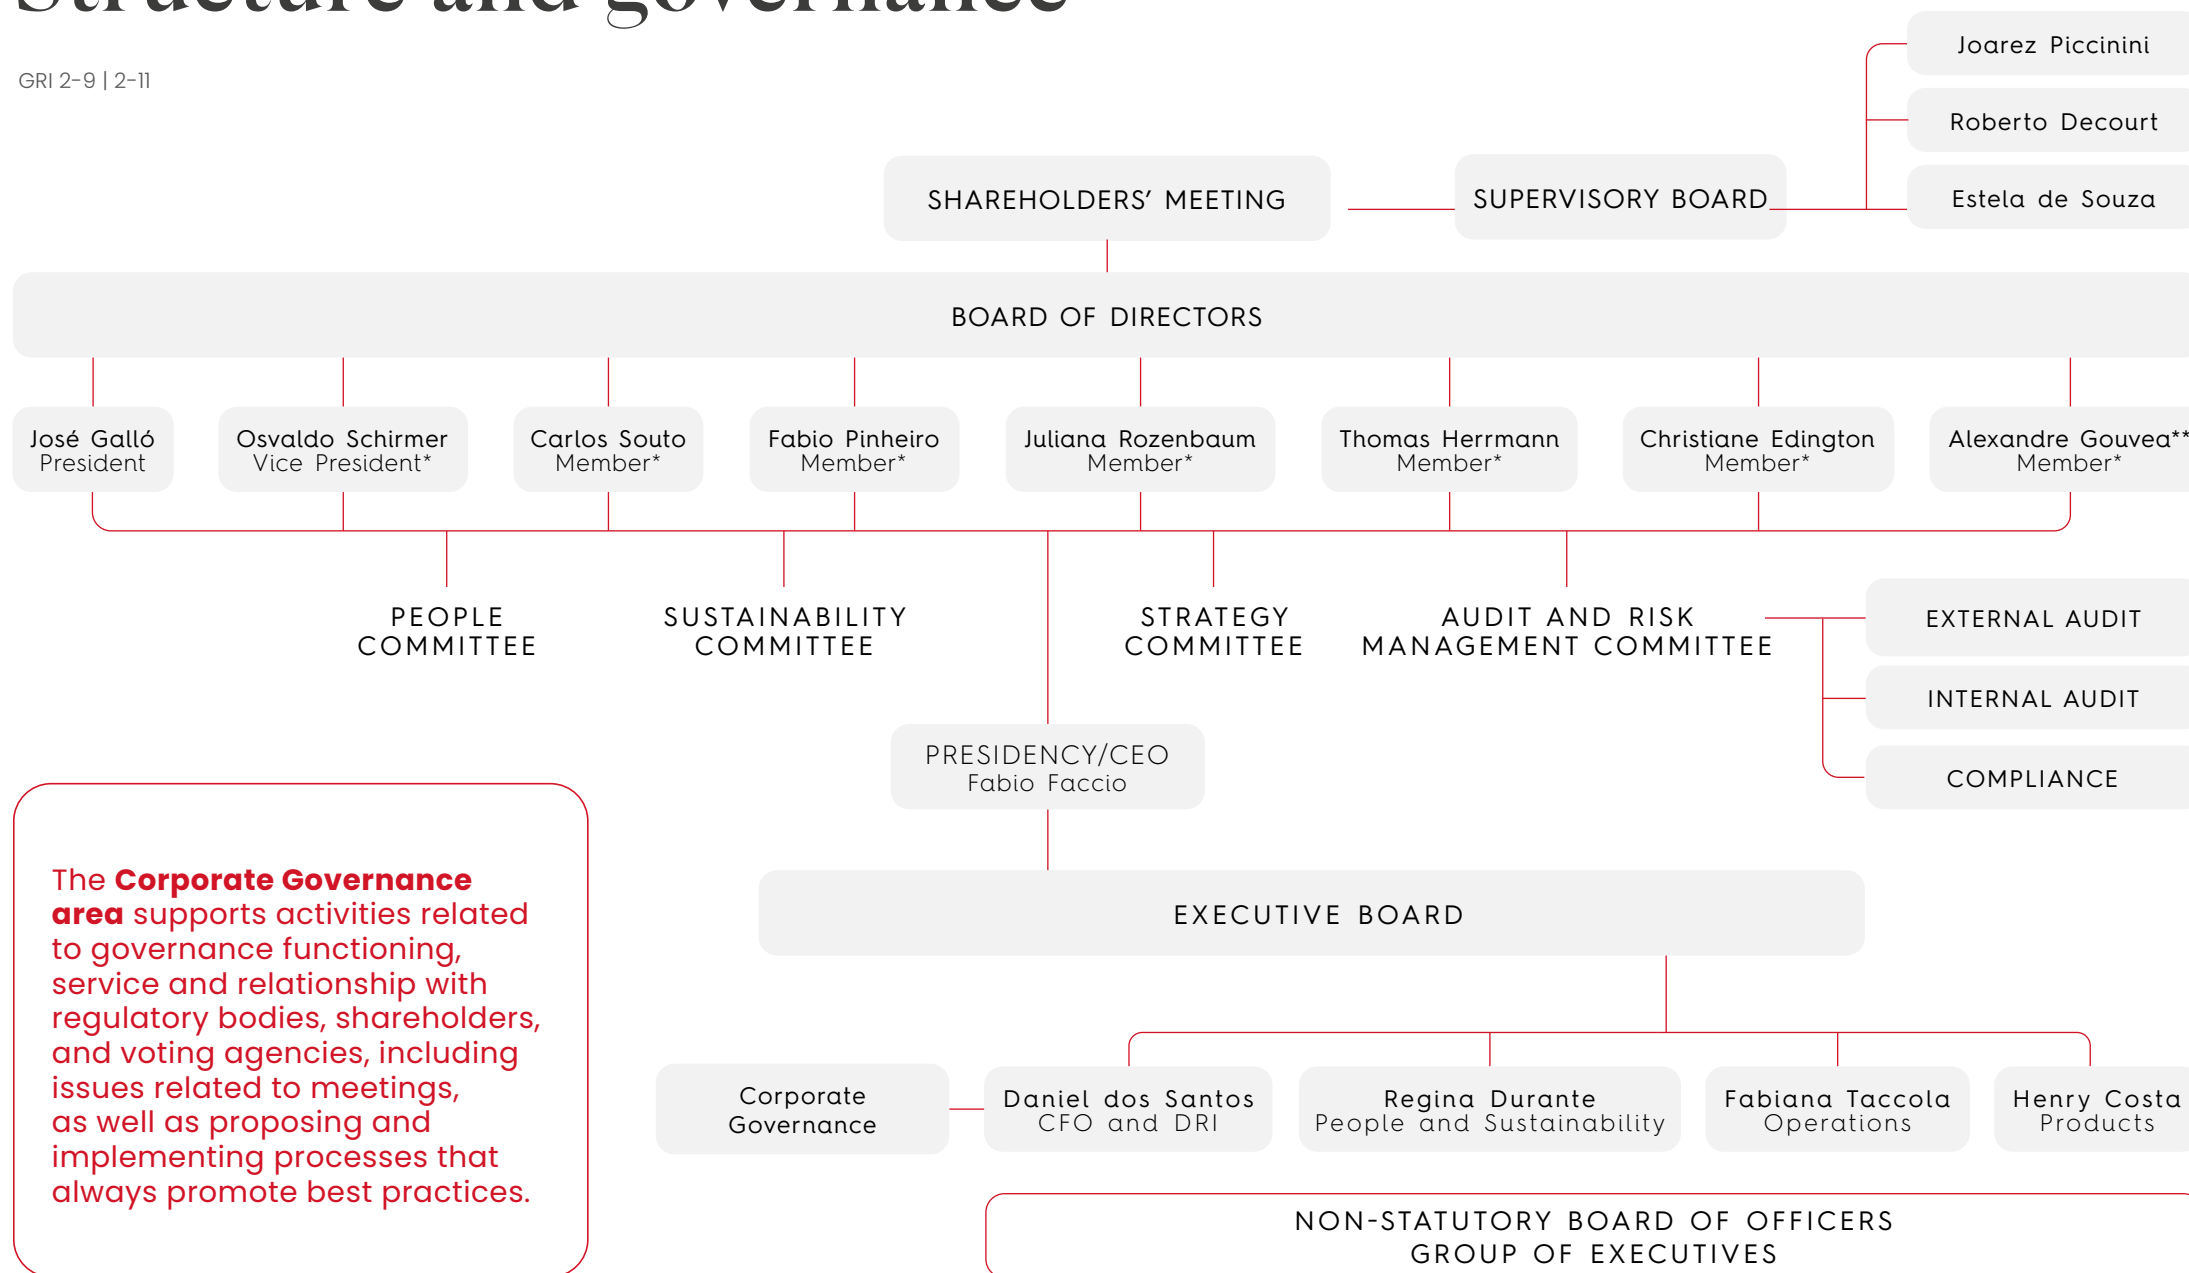 Structure and governance
GRI 2-9 | 2-11
Joarez Piccinini
Roberto Decourt
Estela de Souza
SHAREHOLDERS' MEETING
SUPERVISORY BOARD
BOARD OF DIRECTORS
José Galló
President
Osvaldo Schirmer
Vice President*
Carlos Souto
Member*
Fabio Pinheiro
Member*
Juliana Rozenbaum
Member*
Thomas Herrmann
Member*
Christiane Edington
Member*
Alexandre Gouvea**
Member*
PEOPLE
COMMITTEE
SUSTAINABILITY
COMMITTEE
STRATEGY
COMMITTEE
AUDIT AND RISK
MANAGEMENT COMMITTEE
EXTERNAL AUDIT
INTERNAL AUDIT
COMPLIANCE
PRESIDENCY/CEO
Fabio Faccio
The Corporate Governance
area supports activities related
to governance functioning,
service and relationship with
regulatory bodies, shareholders,
and voting agencies, including
issues related to meetings,
as well as proposing and
implementing processes that
always promote best practices.
EXECUTIVE BOARD
Corporate
Governance
Daniel dos Santos
CFO and DRI
Regina Durante
People and Sustainability
Fabiana Taccola
Operations
Henry Costa
Products
NON-STATUTORY BOARD OF OFFICERS
GROUP OF EXECUTIVES